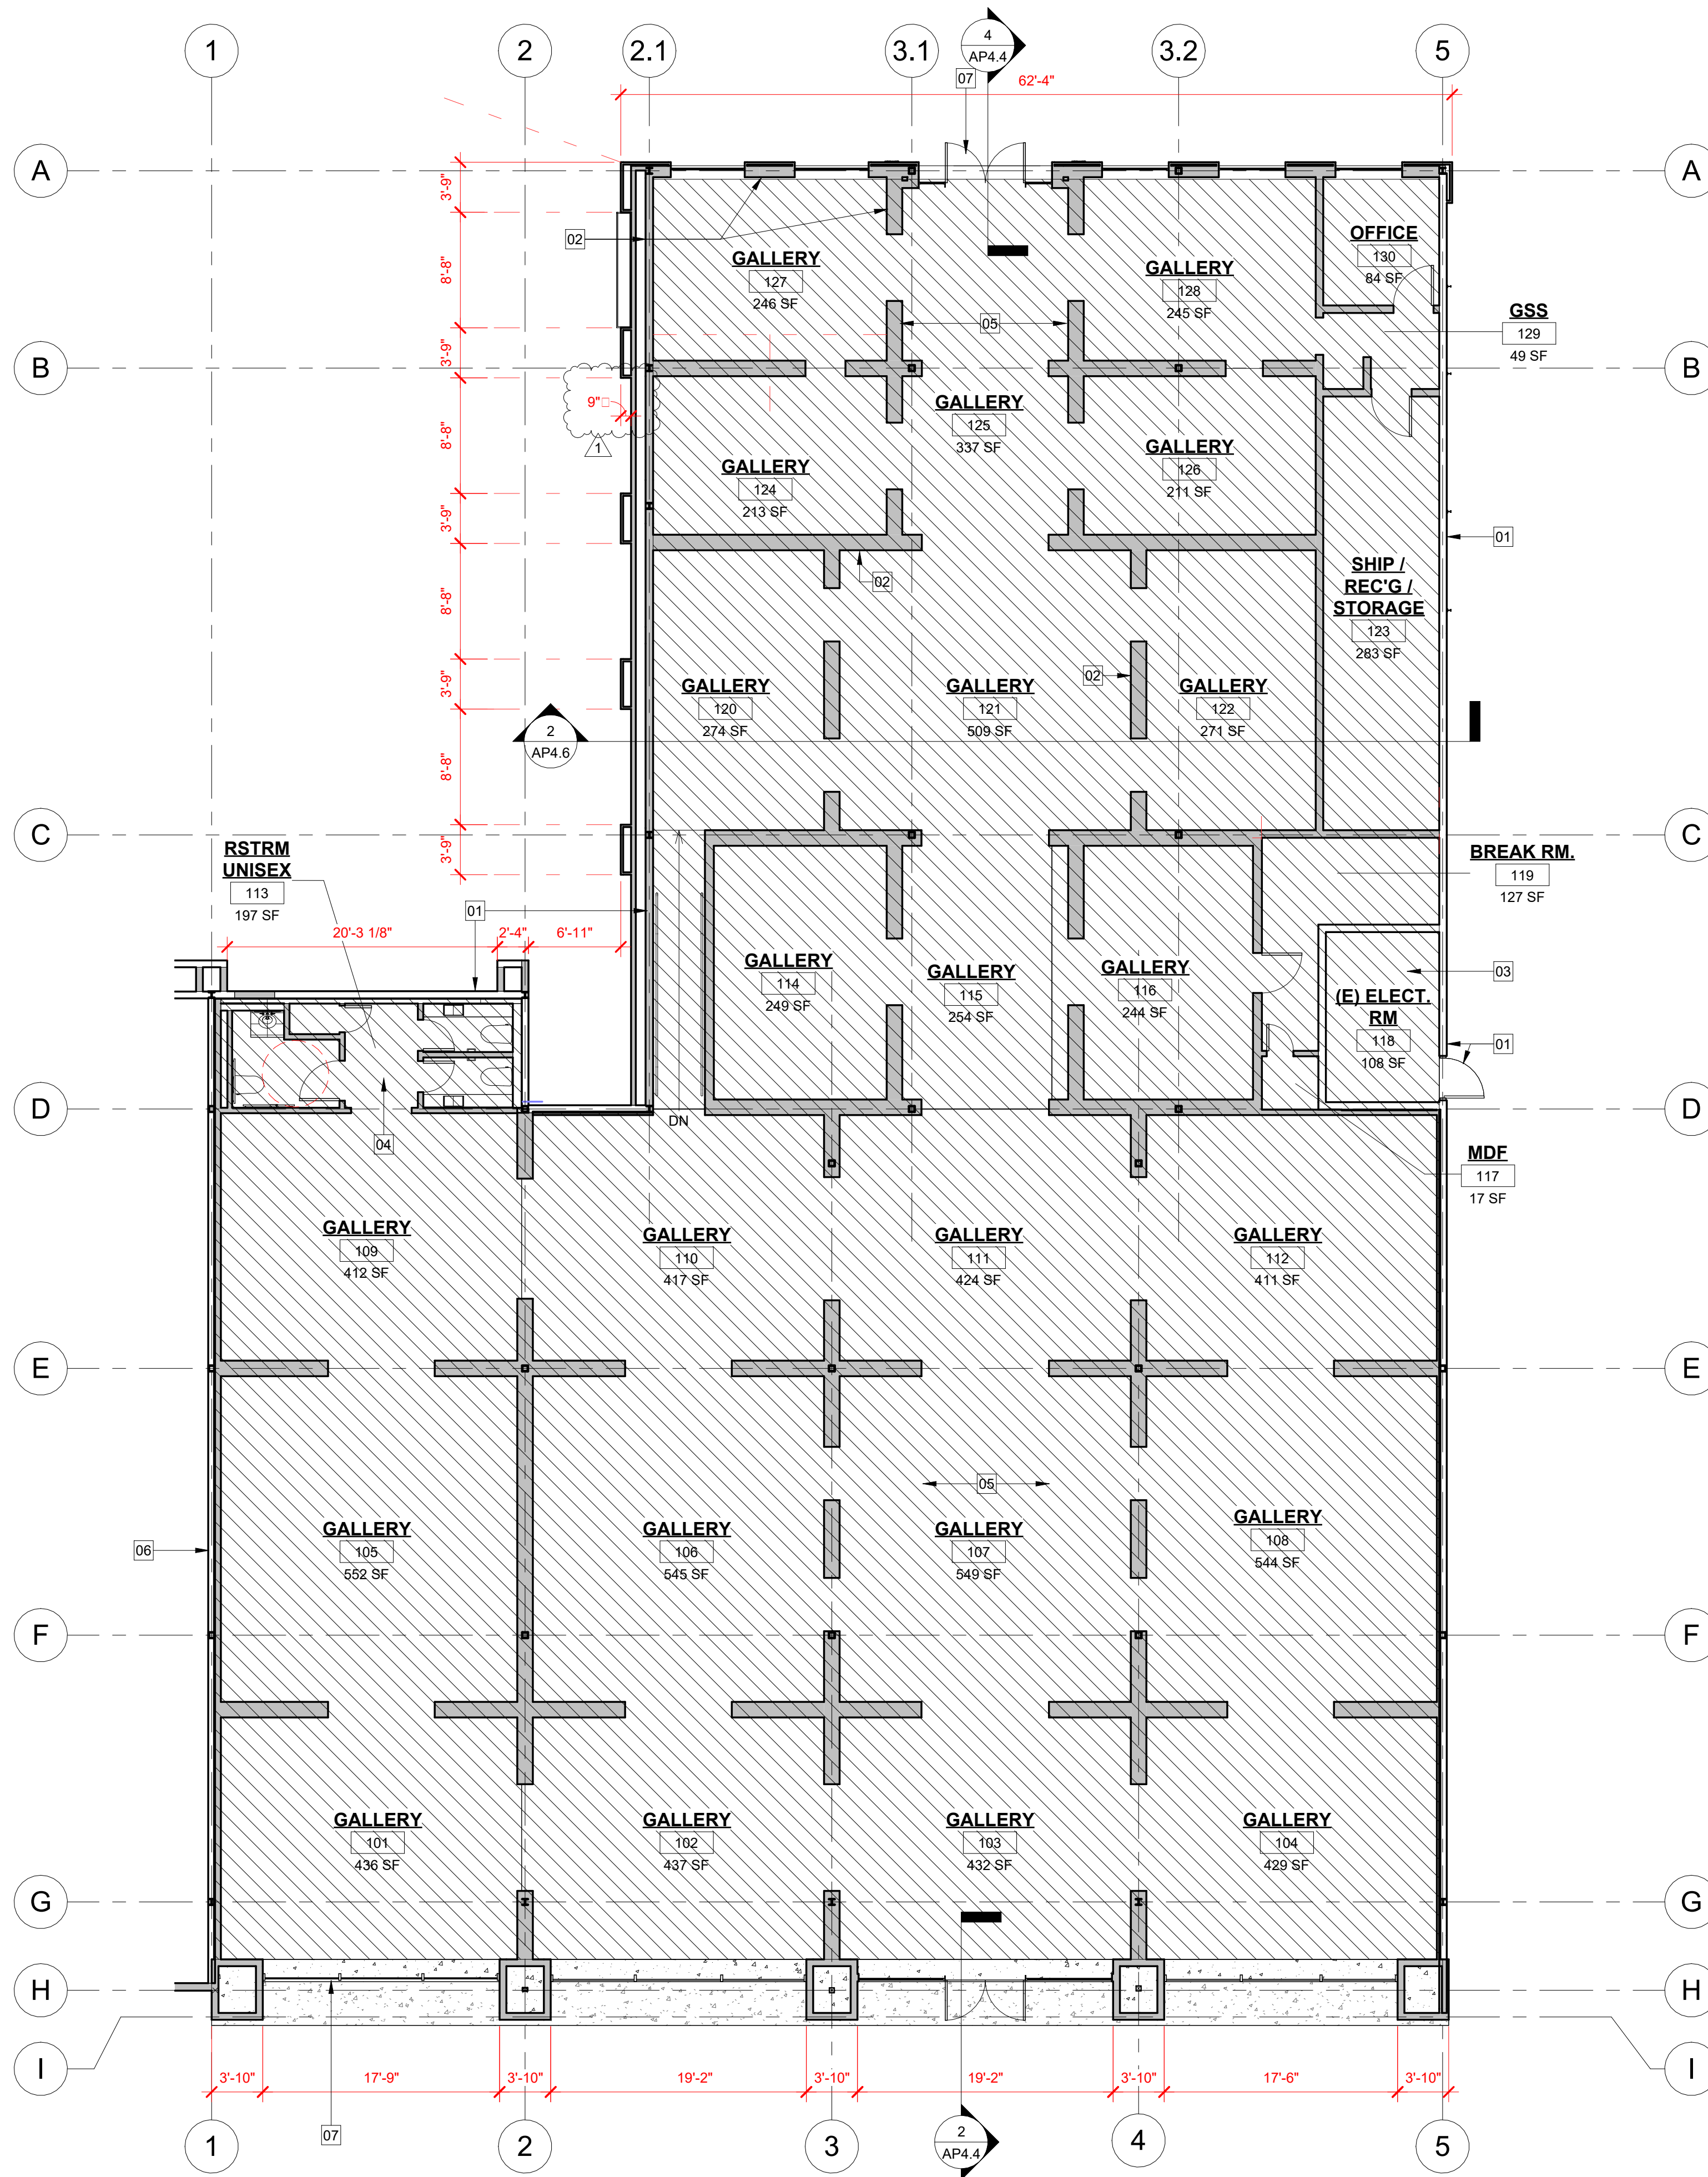 1
2
2.1
3.1
4
AP4.4
3.2
5
07
62'-4"
A
A
3'-9"
02
OFFICE
130
84 SF
GALLERY
127
246 SF
GALLERY
128
245 SF
8'-8"
GSS
129
49 SF
05
3'-9"
B
B
9"
1
GALLERY
125
337 SF
8'-8"
GALLERY
124
213 SF
GALLERY
126
211 SF
3'-9"
01
02
SHIP /
REC'G /
STORAGE
123
283 SF
8'-8"
3'-9"
02
GALLERY
120
274 SF
GALLERY
121
509 SF
GALLERY
122
271 SF
2
AP4.6
8'-8"
C
C
3'-9"
RSTRM
UNISEX
113
197 SF
BREAK RM.
119
127 SF
01
20'-3 1/8"
2'-4"
6'-11"
GALLERY
114
249 SF
GALLERY
115
254 SF
GALLERY
116
244 SF
03
(E) ELECT.
RM
118
108 SF
01
D
D
DN
04
MDF
117
17 SF
GALLERY
109
412 SF
GALLERY
110
417 SF
GALLERY
111
424 SF
GALLERY
112
411 SF
E
E
05
06
GALLERY
105
552 SF
GALLERY
106
545 SF
GALLERY
107
549 SF
GALLERY
108
544 SF
F
F
GALLERY
101
436 SF
GALLERY
102
437 SF
GALLERY
103
432 SF
GALLERY
104
429 SF
G
G
H
H
I
I
3'-10"
17'-9"
3'-10"
19'-2"
3'-10"
19'-2"
3'-10"
17'-6"
3'-10"
07
1
2
3
2
AP4.4
4
5